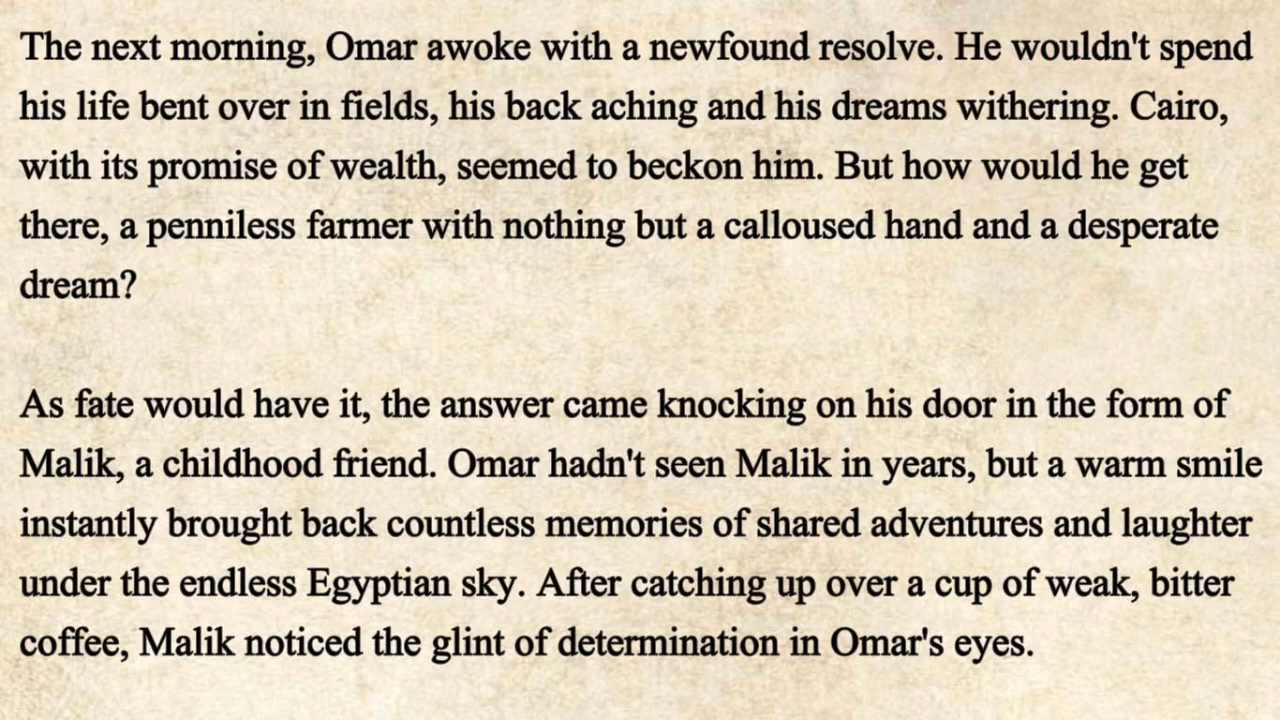 The next morning, Omar awoke with a newfound resolve. He wouldn't spend
his life bent over in fields, his back aching and his dreams withering. Cairo,
with its promise of wealth, seemed to beckon him. But how would he get
there, a penniless farmer with nothing but a calloused hand and a desperate
dream?
As fate would have it, the answer came knocking on his door in the form of
Malik, a childhood friend. Omar hadn't seen Malik in years, but a warm smile
instantly brought back countless memories of shared adventures and laughter
under the endless Egyptian sky. After catching up over a cup of weak, bitter
coffee, Malik noticed the glint of determination in Omar's eyes.